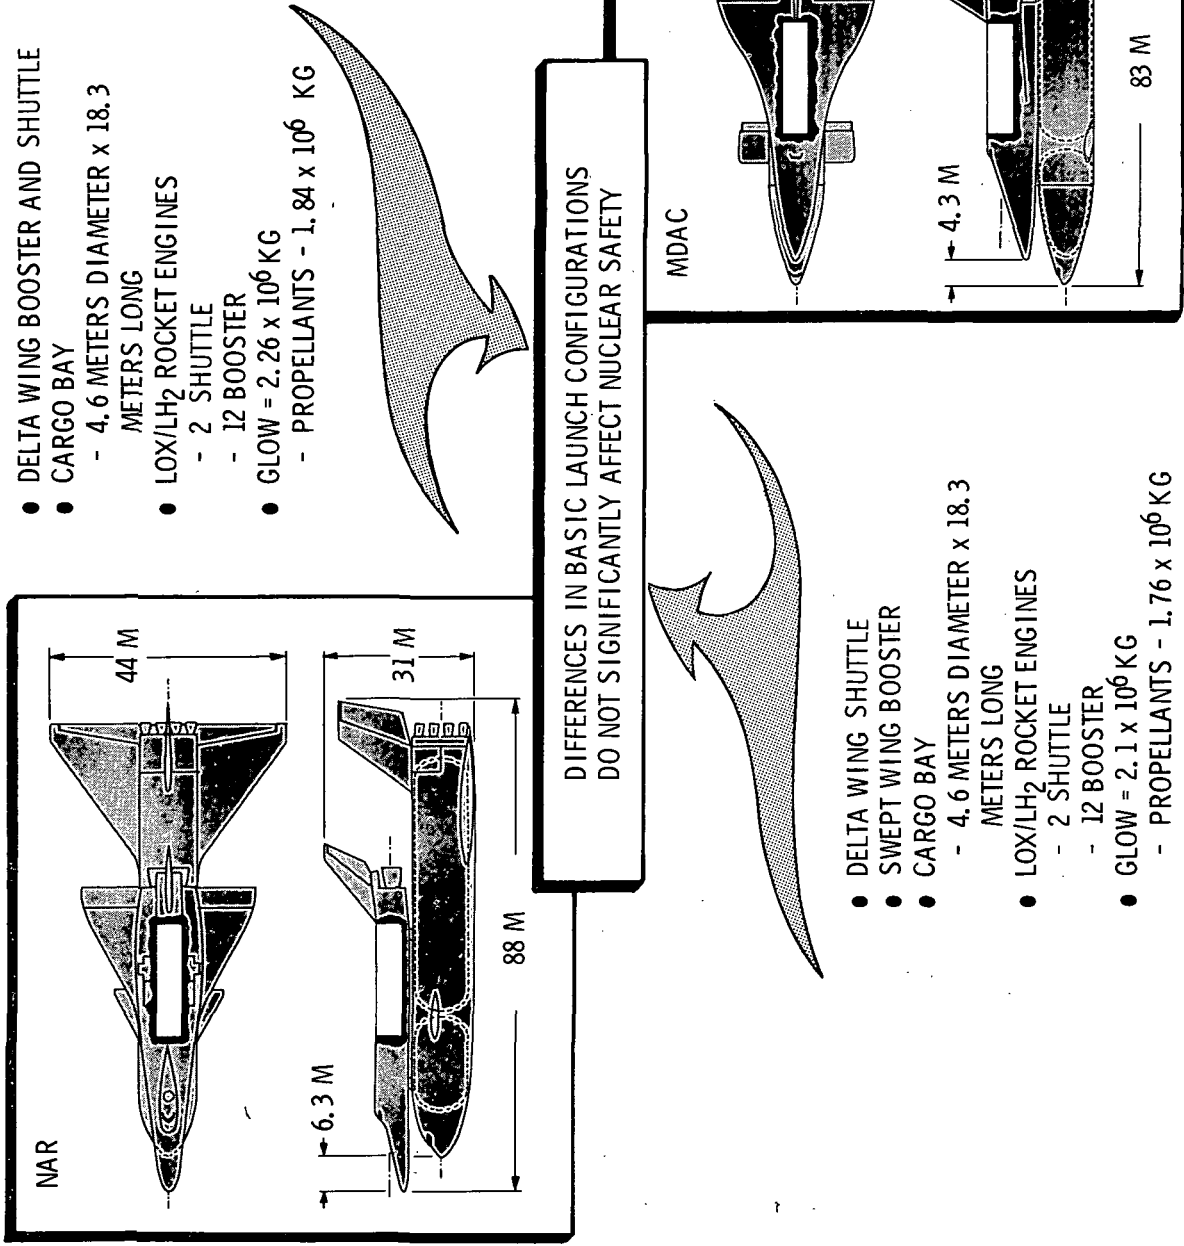 NAR
44 M
31 M
6.3 M
88 M
● DELTA WING BOOSTER AND SHUTTLE
● CARGO BAY
- 4.6 METERS DIAMETER x 18.3
METERS LONG
● LOX/LH2 ROCKET ENGINES
- 2 SHUTTLE
- 12 BOOSTER
● GLOW = 2.26 x 10⁶ KG
- PROPELLANTS - 1.84 x 10⁶ KG
DIFFERENCES IN BASIC LAUNCH CONFIGURATIONS
DO NOT SIGNIFICANTLY AFFECT NUCLEAR SAFETY
● DELTA WING SHUTTLE
● SWEPT WING BOOSTER
● CARGO BAY
- 4.6 METERS DIAMETER x 18.3
METERS LONG
● LOX/LH2 ROCKET ENGINES
- 2 SHUTTLE
- 12 BOOSTER
● GLOW = 2.1 x 10⁶ KG
- PROPELLANTS - 1.76 x 10⁶ KG
MDAC
4.3 M
83 M